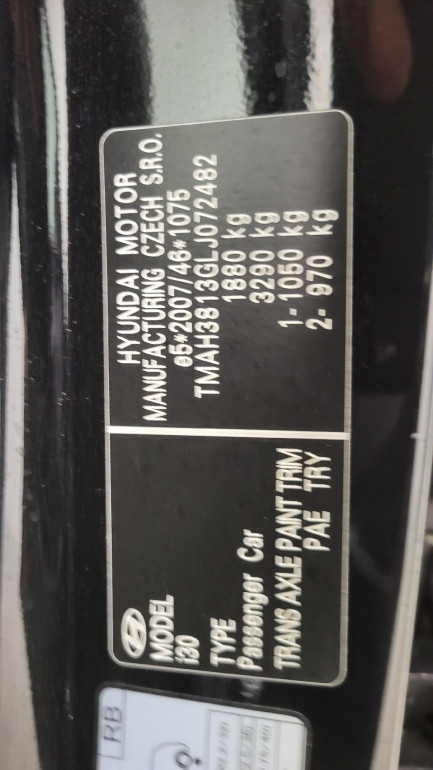 HYUNDAI MOTOR
MANUFACTURING CZECH S.R.O.
e5*2007/46*1075
TMAH3813GLJ072482
1880 kg
3290 kg
1- 1050 kg
2- 970 kg
MODEL
i30
TYPE
Passenger Car
TRANS AXLE PAINT TRIM
PAE TRY
RB